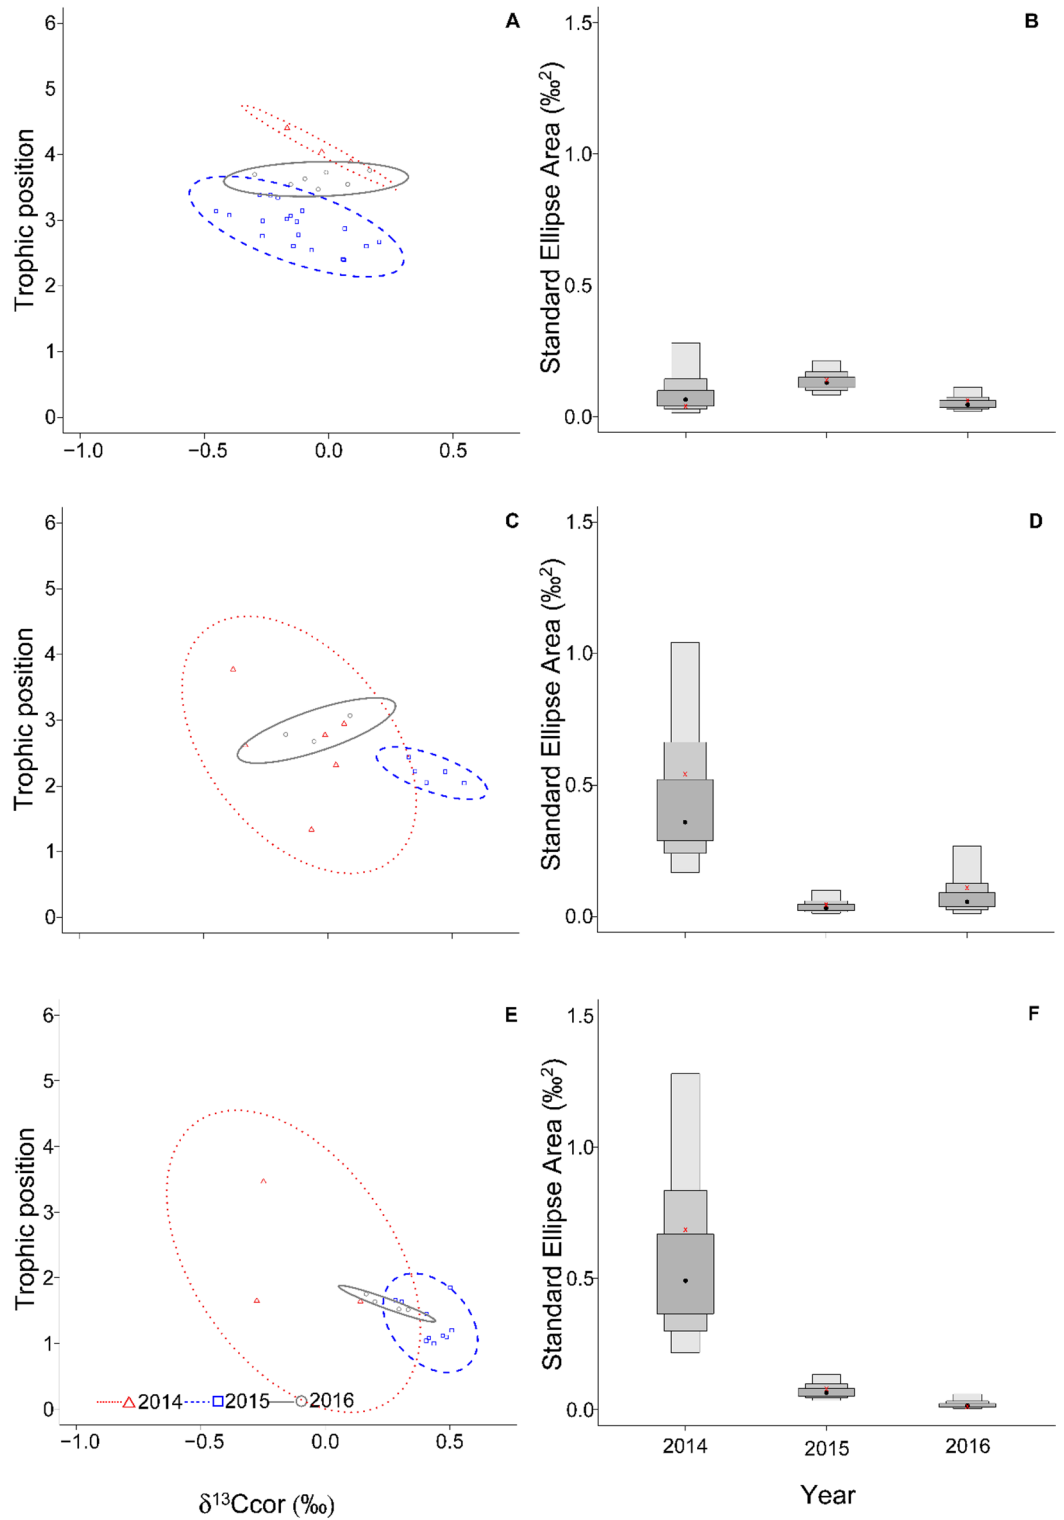 A
Trophic position
6
5
4
3
2
1
0
−1.0 −0.5 0.0 0.5
B
Standard Ellipse Area (‰²)
1.5
1.0
0.5
0.0
C
Trophic position
6
5
4
3
2
1
0
D
Standard Ellipse Area (‰²)
1.5
1.0
0.5
0.0
E
Trophic position
6
5
4
3
2
1
0
2014 2015 2016
−1.0 −0.5 0.0 0.5
δ¹³Ccor (‰)
F
Standard Ellipse Area (‰²)
1.5
1.0
0.5
0.0
2014 2015 2016
Year